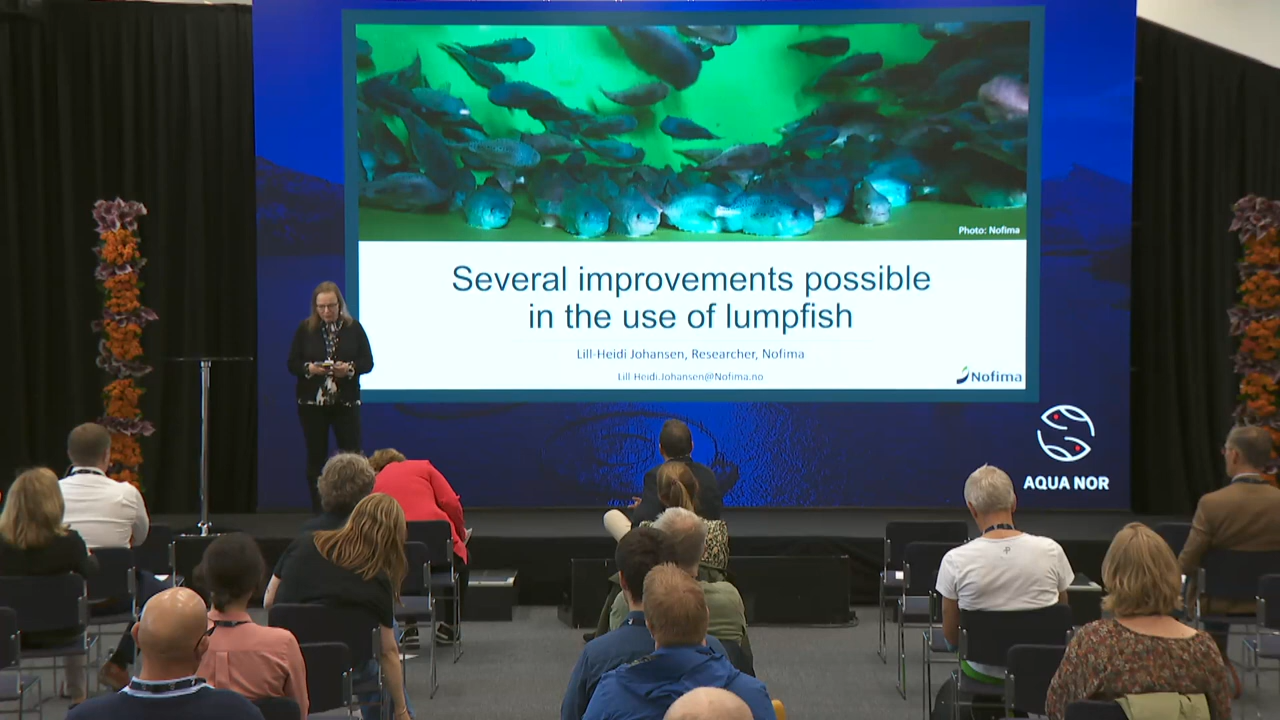 Photo: Nofima
Several improvements possible
in the use of lumpfish
Lill-Heidi Johansen, Researcher, Nofima
Lill-Heidi.Johansen@Nofima.no
Nofima
AQUA NOR